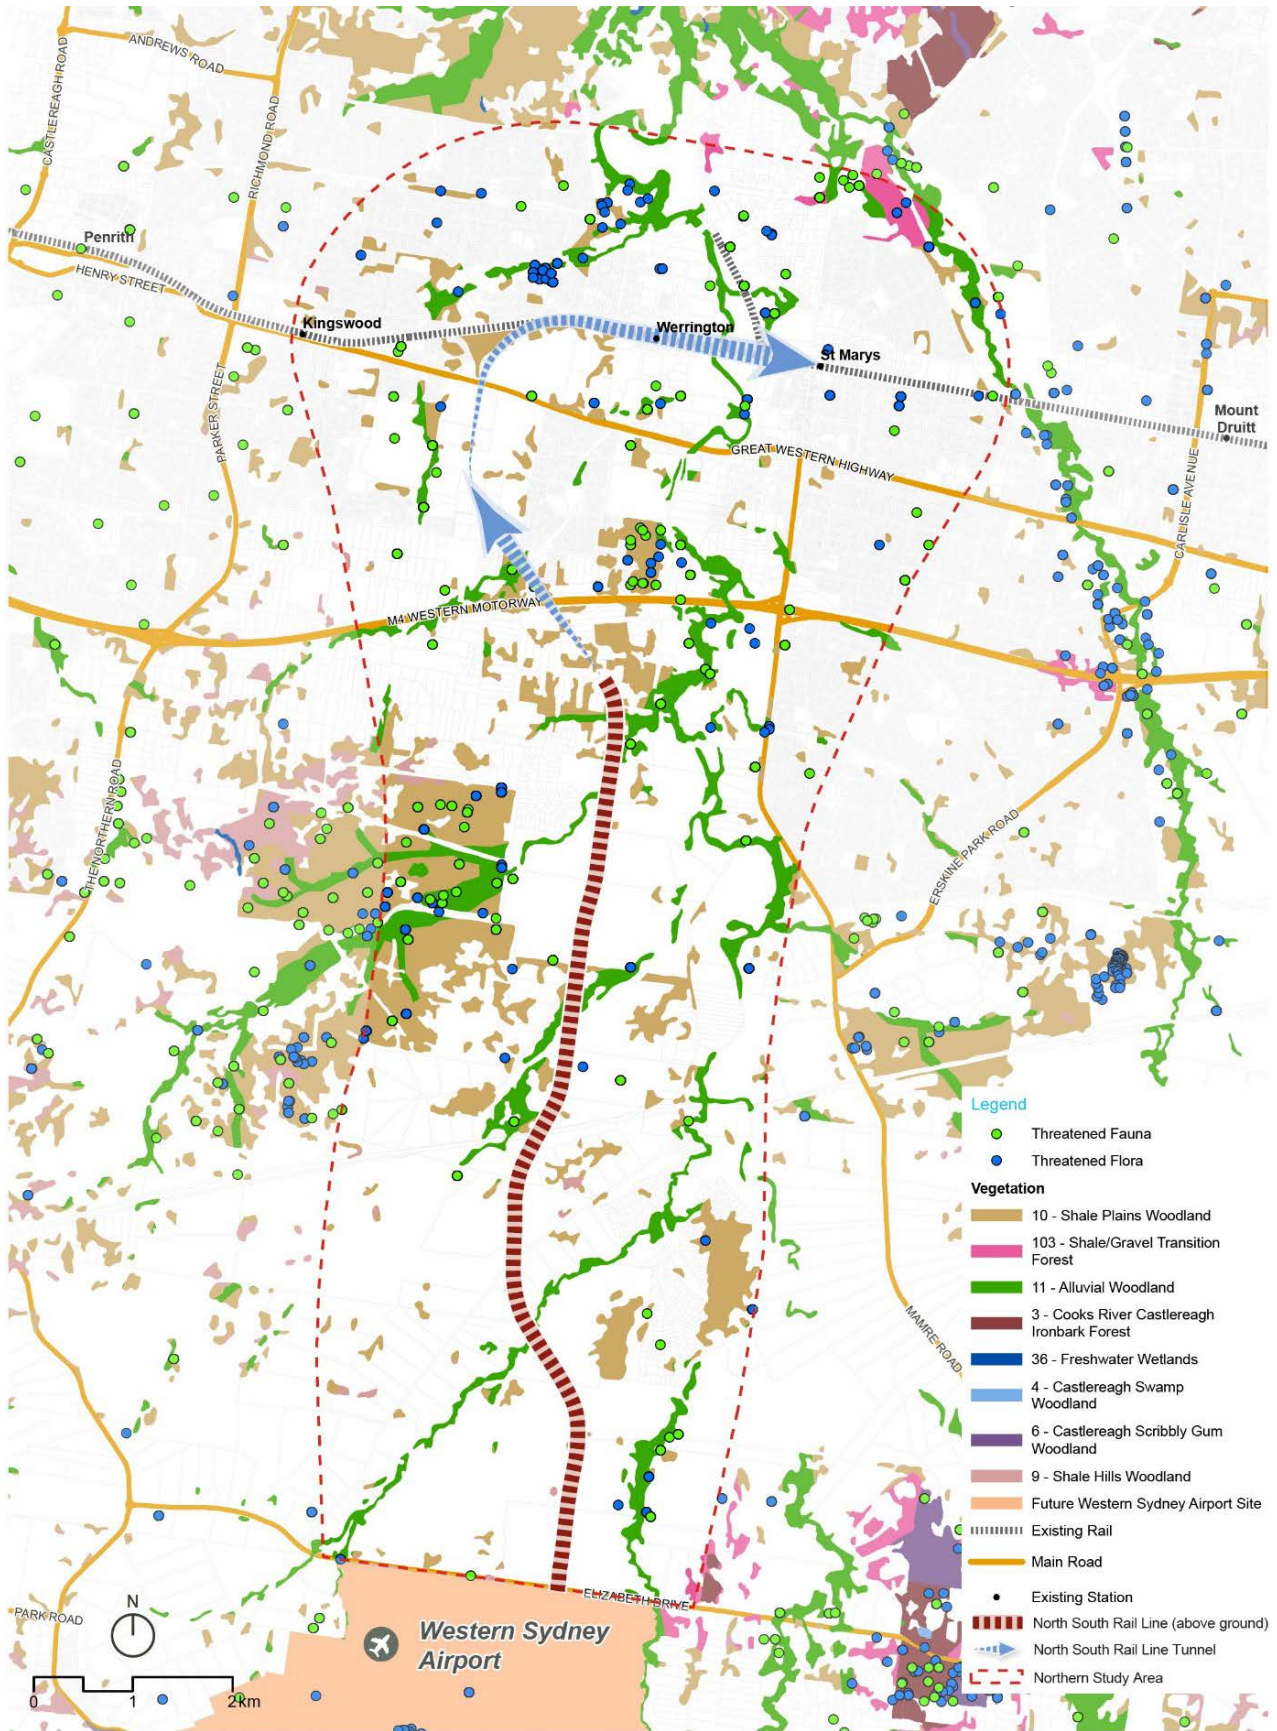 ANDREWS ROAD
CASTLEREAGH ROAD
RICHMOND ROAD
Penrith
HENRY STREET
Kingswood
Werrington
St Marys
Mount
Druitt
PARKER STREET
GREAT WESTERN HIGHWAY
CARLISLE AVENUE
M4 WESTERN MOTORWAY
THE NORTHERN ROAD
ERSKINE PARK ROAD
MAMRE ROAD
Legend
Threatened Fauna
Threatened Flora
Vegetation
10 - Shale Plains Woodland
103 - Shale/Gravel Transition
Forest
11 - Alluvial Woodland
3 - Cooks River Castlereagh
Ironbark Forest
36 - Freshwater Wetlands
4 - Castlereagh Swamp
Woodland
6 - Castlereagh Scribbly Gum
Woodland
9 - Shale Hills Woodland
Future Western Sydney Airport Site
Existing Rail
Main Road
Existing Station
North South Rail Line (above ground)
North South Rail Line Tunnel
Northern Study Area
ELIZABETH DRIVE
Western Sydney
Airport
PARK ROAD
N
0 1 2 km